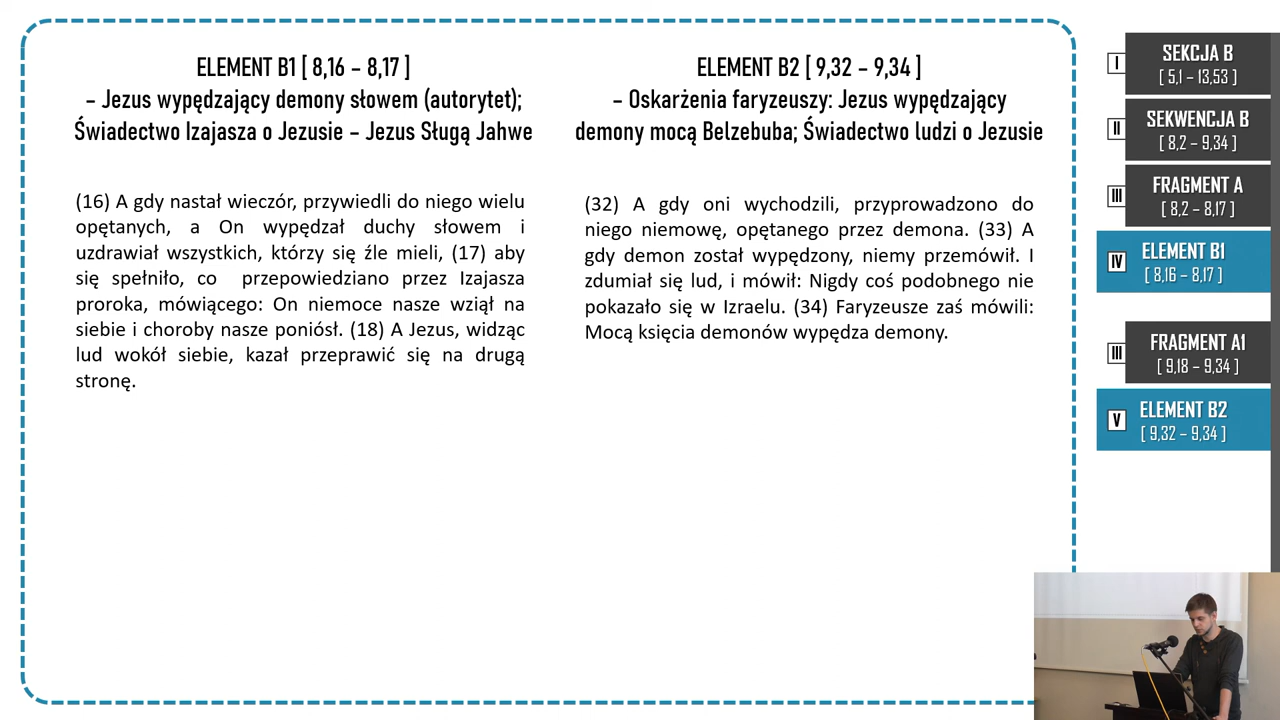 ELEMENT B1 [ 8,16 – 8,17 ]
– Jezus wypędzający demony słowem (autorytet);
Świadectwo Izajasza o Jezusie – Jezus Sługą Jahwe
(16) A gdy nastał wieczór, przywiedli do niego wielu
opętanych, a On wypędzał duchy słowem i
uzdrawiał wszystkich, którzy się źle mieli, (17) aby
się spełniło, co przepowiedziano przez Izajasza
proroka, mówiącego: On niemoce nasze wziął na
siebie i choroby nasze poniósł. (18) A Jezus, widząc
lud wokół siebie, kazał przeprawić się na drugą
stronę.
ELEMENT B2 [ 9,32 – 9,34 ]
– Oskarżenia faryzeuszy: Jezus wypędzający
demony mocą Belzebuba; Świadectwo ludzi o Jezusie
(32) A gdy oni wychodzili, przyprowadzono do
niego niemowę, opętanego przez demona. (33) A
gdy demon został wypędzony, niemy przemówił. I
zdumiał się lud, i mówił: Nigdy coś podobnego nie
pokazało się w Izraelu. (34) Faryzeusze zaś mówili:
Mocą księcia demonów wypędza demony.
I
SEKCJA B
[ 5,1 – 13,53 ]
II
SEKWENCJA B
[ 8,2 – 9,34 ]
III
FRAGMENT A
[ 8,2 – 8,17 ]
IV
ELEMENT B1
[ 8,16 – 8,17 ]
III
FRAGMENT A1
[ 9,18 – 9,34 ]
V
ELEMENT B2
[ 9,32 – 9,34 ]